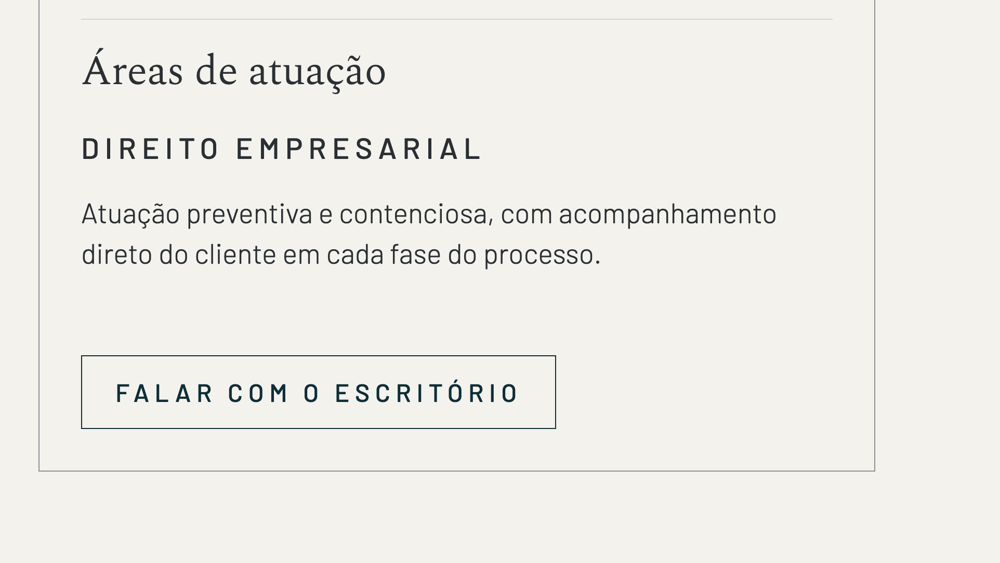 Áreas de atuação
DIREITO EMPRESARIAL
Atuação preventiva e contenciosa, com acompanhamento
direto do cliente em cada fase do processo.
FALAR COM O ESCRITÓRIO